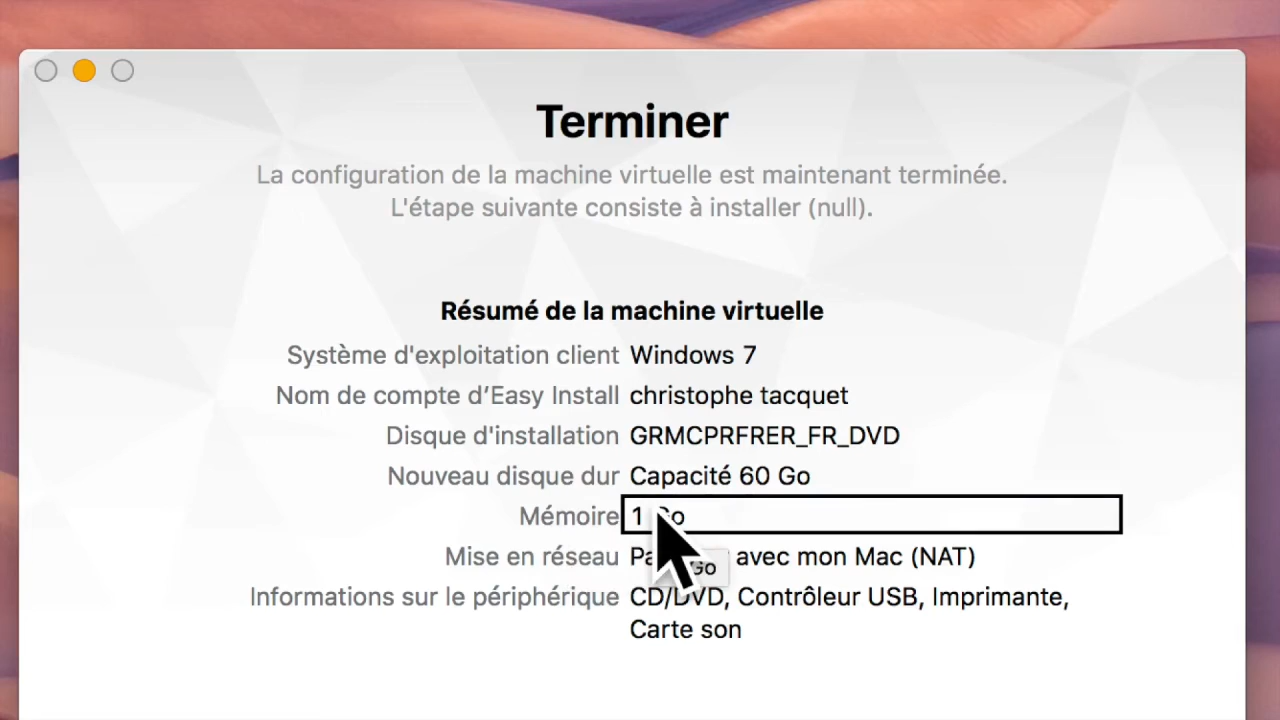 Terminer
La configuration de la machine virtuelle est maintenant terminée.
L'étape suivante consiste à installer (null).
Résumé de la machine virtuelle
Système d'exploitation client Windows 7
Nom de compte d’Easy Install christophe tacquet
Disque d'installation GRMCPRFRER_FR_DVD
Nouveau disque dur Capacité 60 Go
Mémoire 1 Go
Mise en réseau avec mon Mac (NAT)
Go
Informations sur le périphérique CD/DVD, Contrôleur USB, Imprimante,
Carte son